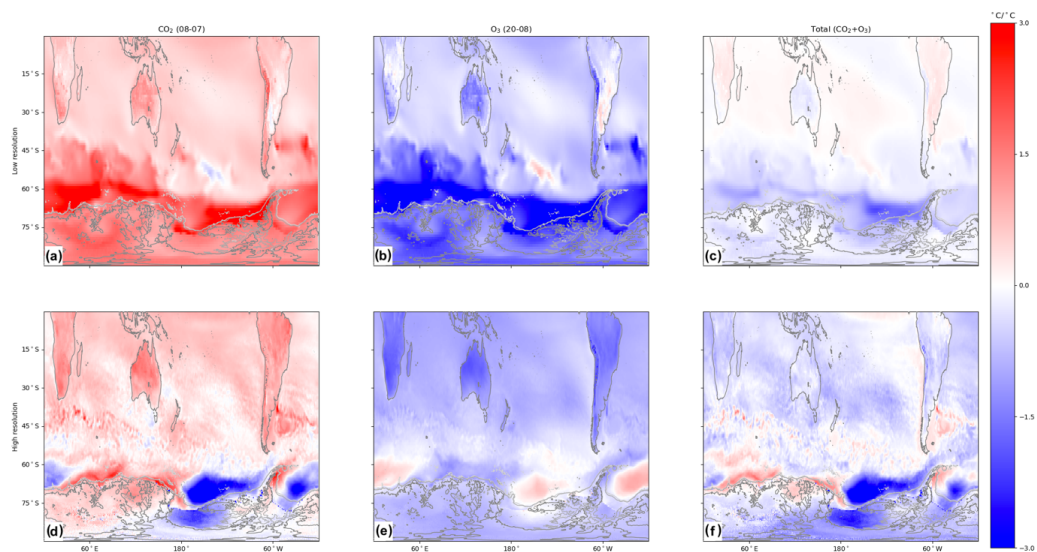 CO₂ (08-07)
O₃ (20-08)
Total (CO₂+O₃)
°C/°C
3.0
1.5
0.0
−1.5
−3.0
Low resolution
15°S
30°S
45°S
60°S
75°S
(a)
(b)
(c)
High resolution
15°S
30°S
45°S
60°S
75°S
(d)
(e)
(f)
60°E
180°
60°W
60°E
180°
60°W
60°E
180°
60°W